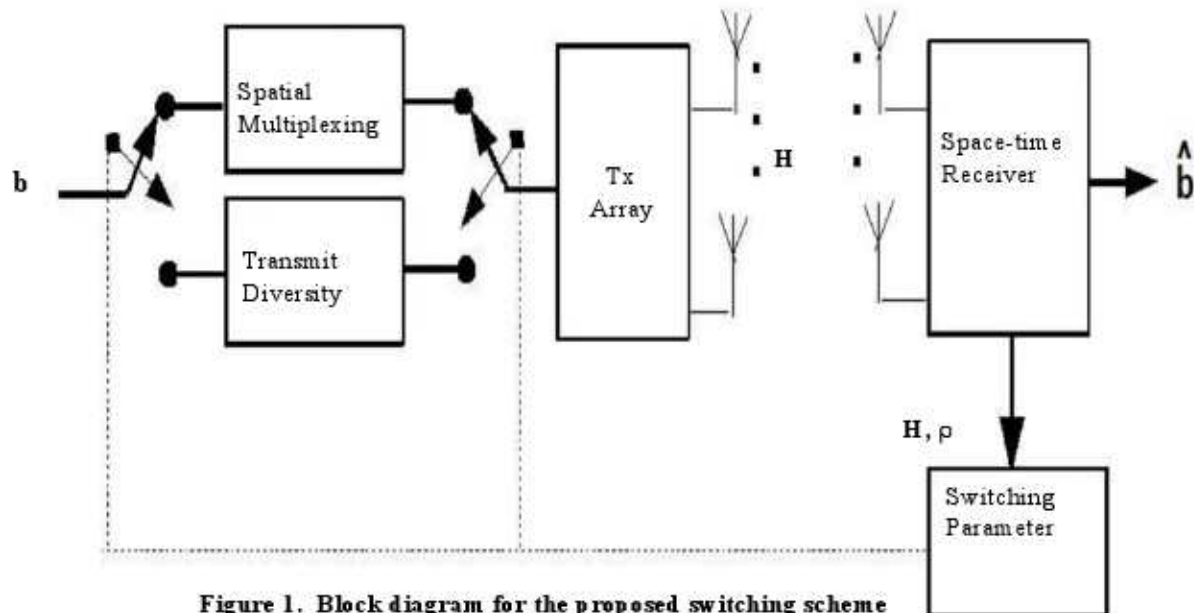 Spatial
Multiplexing
b
Transmit
Diversity
Tx
Array
H
Space-time
Receiver
b̂
H, ρ
Switching
Parameter
Figure 1. Block diagram for the proposed switching scheme